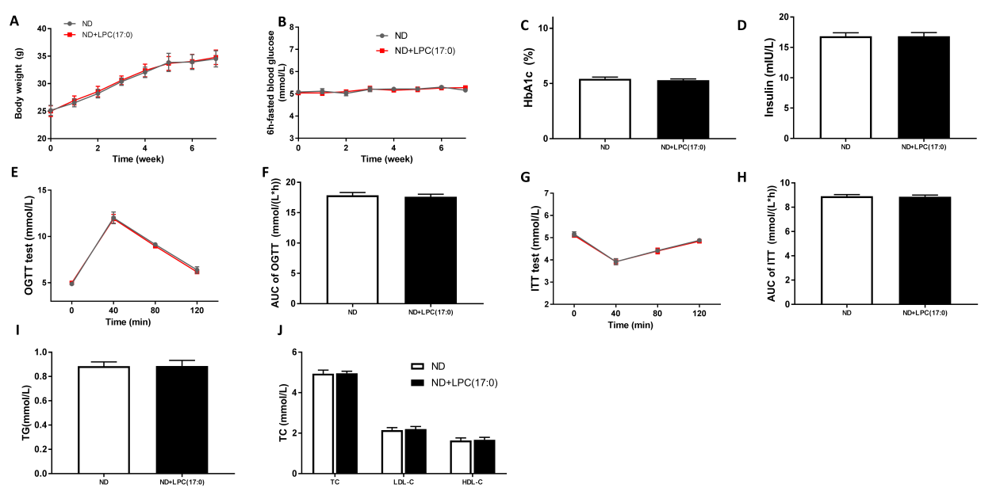 A
ND
ND+LPC(17:0)
40
35
30
25
20
Body weight (g)
0
2
4
6
Time (week)
B
ND
ND+LPC(17:0)
8
7
6
5
4
3
6h-fasted blood glucose
(mmol/L)
0
2
4
6
Time (week)
C
10
5
0
HbA1c (%)
ND
ND+LPC(17:0)
D
20
15
10
5
0
Insulin (mIU/L)
ND
ND+LPC(17:0)
E
15
10
5
OGTT test (mmol/L)
0
40
80
120
Time (min)
F
20
15
10
5
0
AUC of OGTT (mmol/(L*h))
ND
ND+LPC(17:0)
G
7
6
5
4
3
2
ITT test (mmol/L)
0
40
80
120
Time (min)
H
10
8
6
4
2
0
AUC of ITT (mmol/(L*h))
ND
ND+LPC(17:0)
I
1.0
0.8
0.6
0.4
0.2
0.0
TG(mmol/L)
ND
ND+LPC(17:0)
J
ND
ND+LPC(17:0)
6
4
2
0
TC (mmol/L)
TC
LDL-C
HDL-C